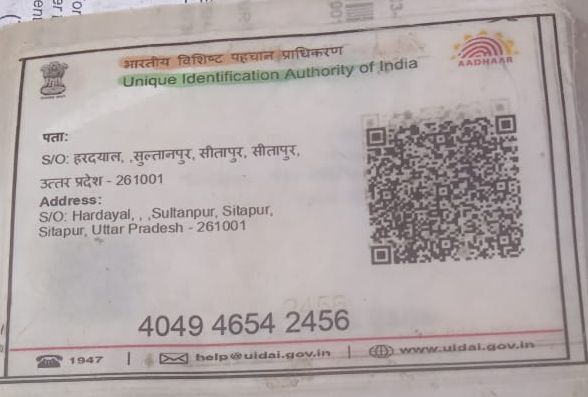 भारतीय विशिष्ट पहचान प्राधिकरण
Unique Identification Authority of India
AADHAAR
पता:
S/O: हरदयाल, ,सुल्तानपुर, सीतापुर, सीतापुर,
उत्तर प्रदेश - 261001
Address:
S/O: Hardayal, , ,Sultanpur, Sitapur,
Sitapur, Uttar Pradesh - 261001
4049 4654 2456
1947 | help@uidai.gov.in | www.uidai.gov.in